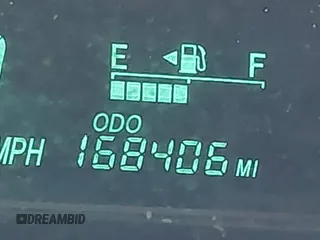 E F
ODO
MPH 168406 MI
DREAMBID